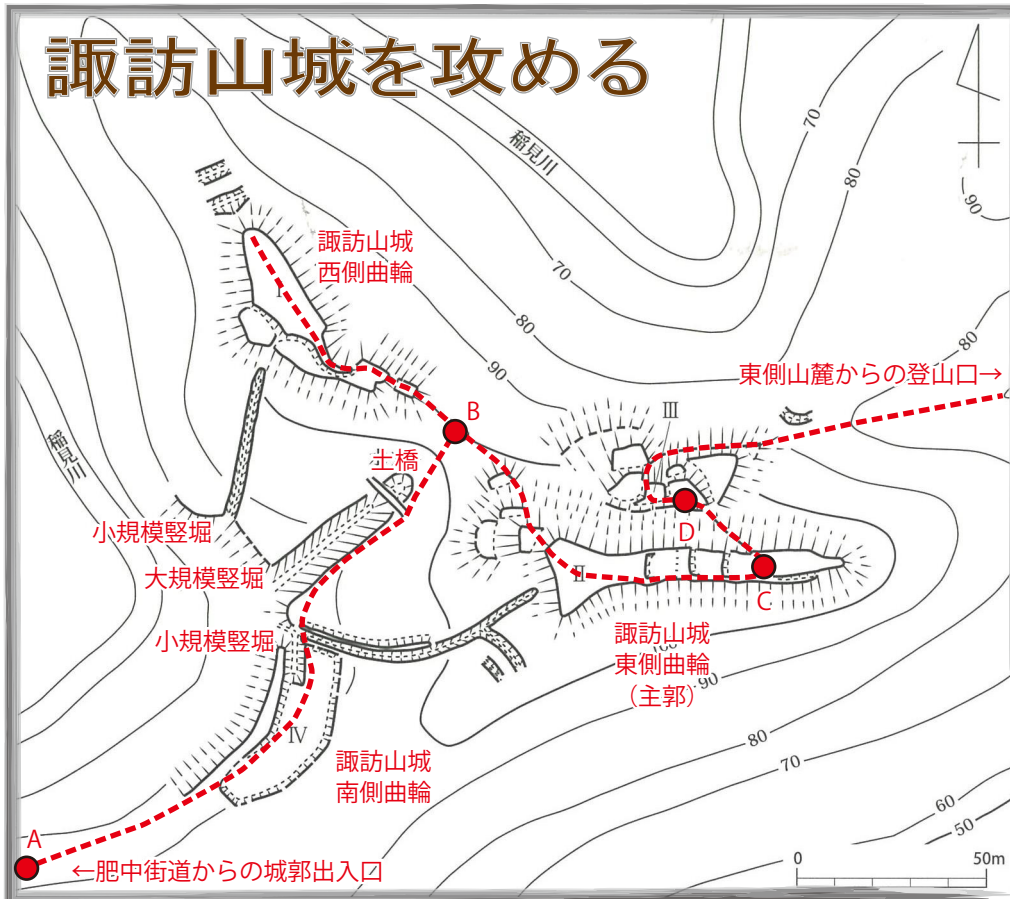 諏訪山城を攻める
稲見川
70
80
90
諏訪山城
西側曲輪
Ⅰ
70
80
80
90
東側山麓からの登山口→
Ⅲ
B
稲見川
土橋
小規模竪堀
D
大規模竪堀
Ⅱ
C
小規模竪堀
諏訪山城
東側曲輪
（主郭）
100
90
Ⅳ
諏訪山城
南側曲輪
80
70
60
50
A
←肥中街道からの城郭出入口
0
50m